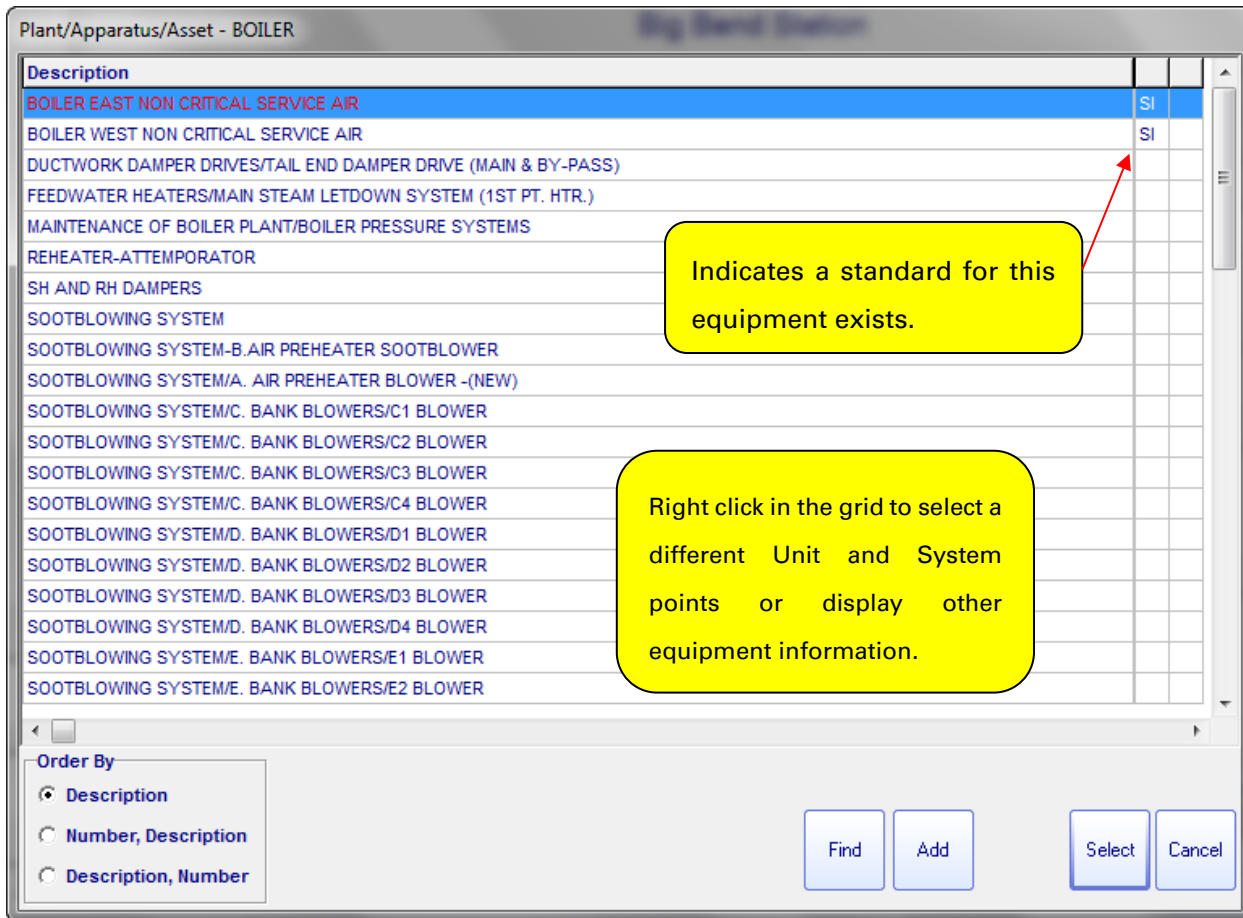 Plant/Apparatus/Asset - BOILER
Big Bend Station
Description
BOILER EAST NON CRITICAL SERVICE AIR SI
BOILER WEST NON CRITICAL SERVICE AIR SI
DUCTWORK DAMPER DRIVES/TAIL END DAMPER DRIVE (MAIN & BY-PASS)
FEEDWATER HEATERS/MAIN STEAM LETDOWN SYSTEM (1ST PT. HTR.)
MAINTENANCE OF BOILER PLANT/BOILER PRESSURE SYSTEMS
REHEATER-ATTEMPORATOR
SH AND RH DAMPERS
SOOTBLOWING SYSTEM
SOOTBLOWING SYSTEM-B.AIR PREHEATER SOOTBLOWER
SOOTBLOWING SYSTEM/A. AIR PREHEATER BLOWER -(NEW)
SOOTBLOWING SYSTEM/C. BANK BLOWERS/C1 BLOWER
SOOTBLOWING SYSTEM/C. BANK BLOWERS/C2 BLOWER
SOOTBLOWING SYSTEM/C. BANK BLOWERS/C3 BLOWER
SOOTBLOWING SYSTEM/C. BANK BLOWERS/C4 BLOWER
SOOTBLOWING SYSTEM/D. BANK BLOWERS/D1 BLOWER
SOOTBLOWING SYSTEM/D. BANK BLOWERS/D2 BLOWER
SOOTBLOWING SYSTEM/D. BANK BLOWERS/D3 BLOWER
SOOTBLOWING SYSTEM/D. BANK BLOWERS/D4 BLOWER
SOOTBLOWING SYSTEM/E. BANK BLOWERS/E1 BLOWER
SOOTBLOWING SYSTEM/E. BANK BLOWERS/E2 BLOWER
Indicates a standard for this
equipment exists.
Right click in the grid to select a
different Unit and System
points or display other
equipment information.
Order By
Description
Number, Description
Description, Number
Find
Add
Select
Cancel